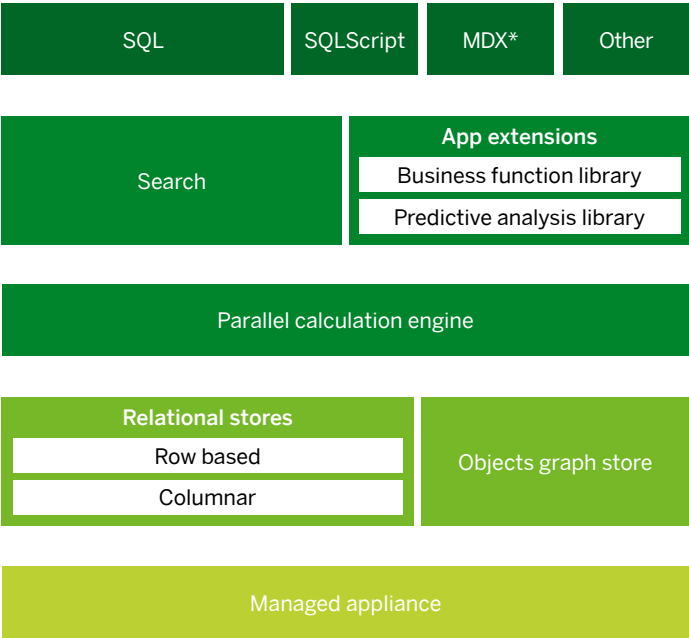 SQL
SQLScript
MDX*
Other
Search
App extensions
Business function library
Predictive analysis library
Parallel calculation engine
Relational stores
Row based
Columnar
Objects graph store
Managed appliance